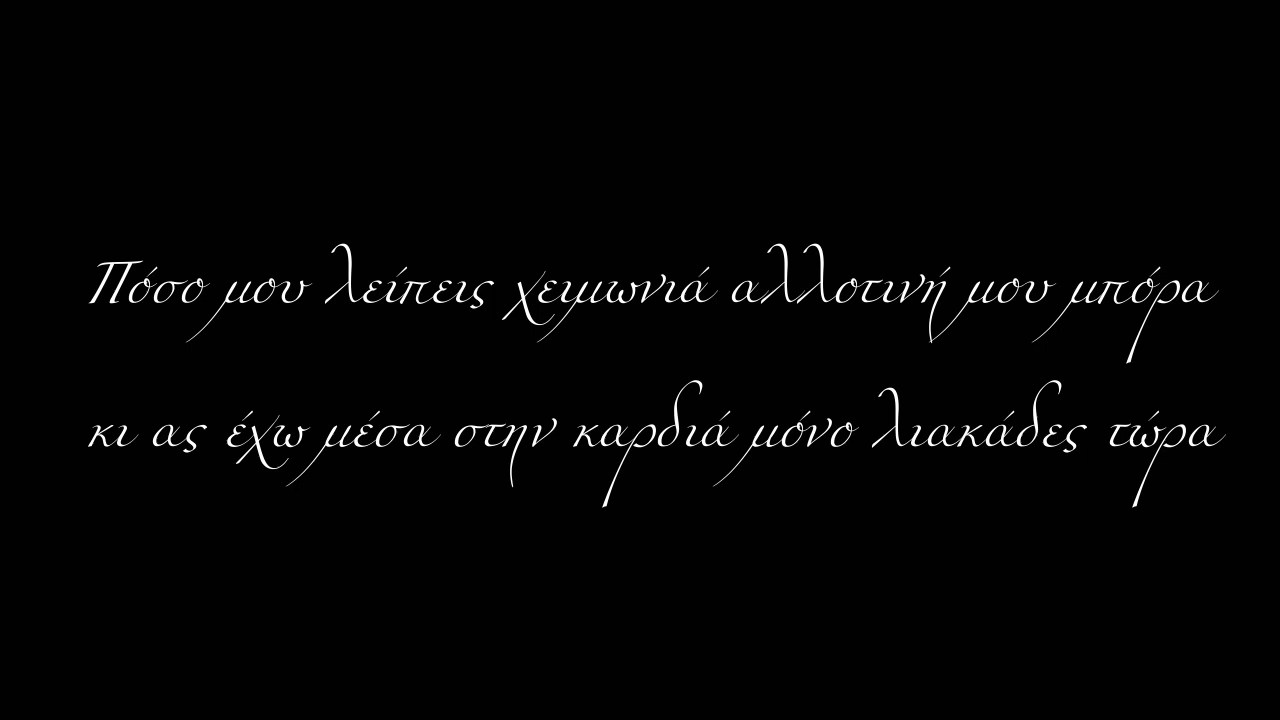 Πόσο μου λείπεις χειμωνιά αλλοτινή μου μπόρα
κι ας έχω μέσα στην καρδιά μόνο λιακάδες τώρα